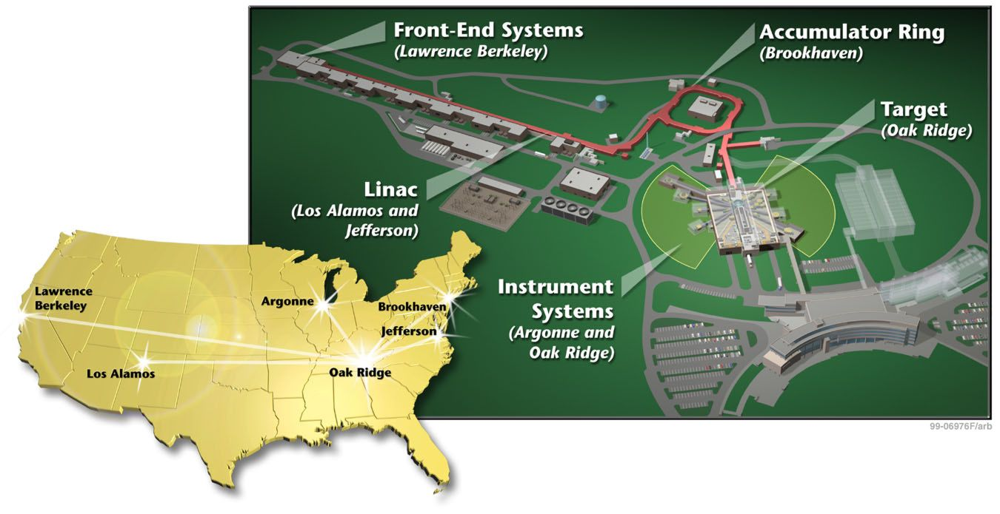 Front-End Systems
(Lawrence Berkeley)
Accumulator Ring
(Brookhaven)
Target
(Oak Ridge)
Linac
(Los Alamos and
Jefferson)
Instrument
Systems
(Argonne and
Oak Ridge)
Lawrence
Berkeley
Argonne
Brookhaven
Jefferson
Los Alamos
Oak Ridge
99-06976F/arb